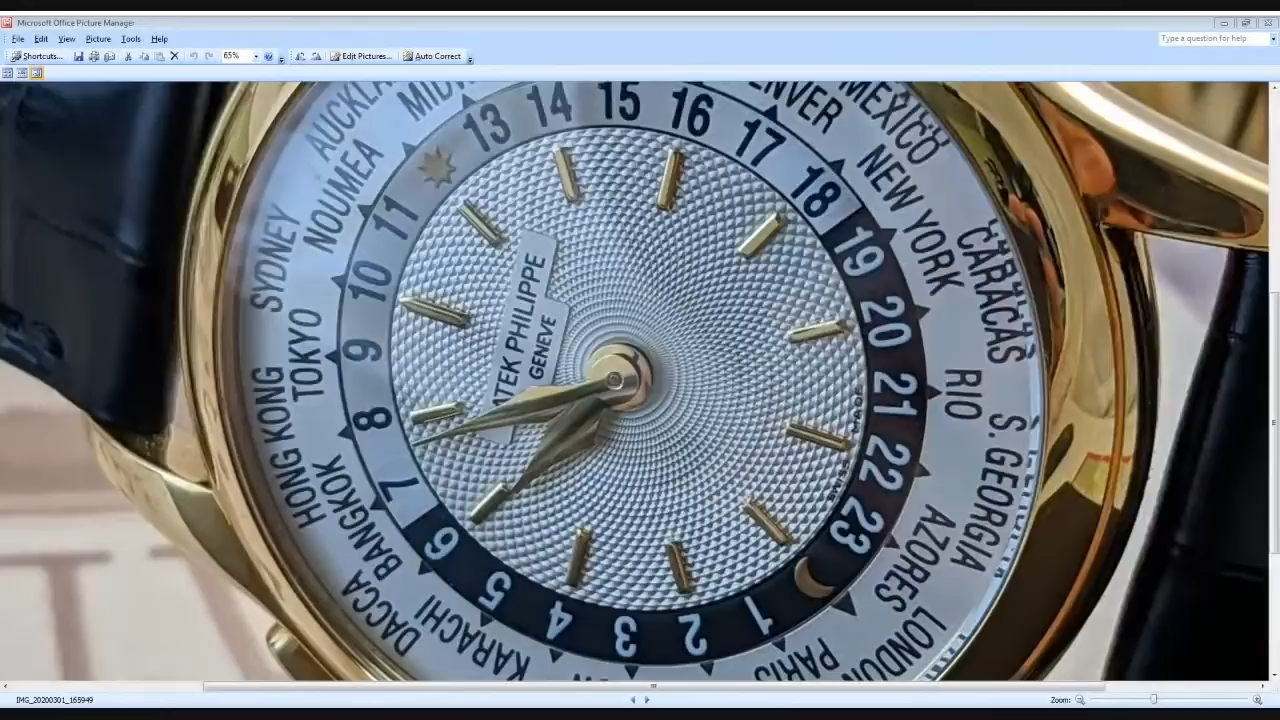 Microsoft Office Picture Manager
File Edit View Picture Tools Help
Type a question for help
Shortcuts... 65% Edit Pictures... Auto Correct
DENVER
MEXICO
NEW YORK
CARACAS
RIO
S. GEORGIA
AZORES
LONDON
PARIS
KARACHI
DACCA
BANGKOK
HONG KONG
TOKYO
SYDNEY
NOUMEA
13
14
15
16
17
18
19
20
21
22
23
1
2
3
4
5
6
7
8
9
10
11
PATEK PHILIPPE
GENEVE
IMG_20200301_165949
Zoom: